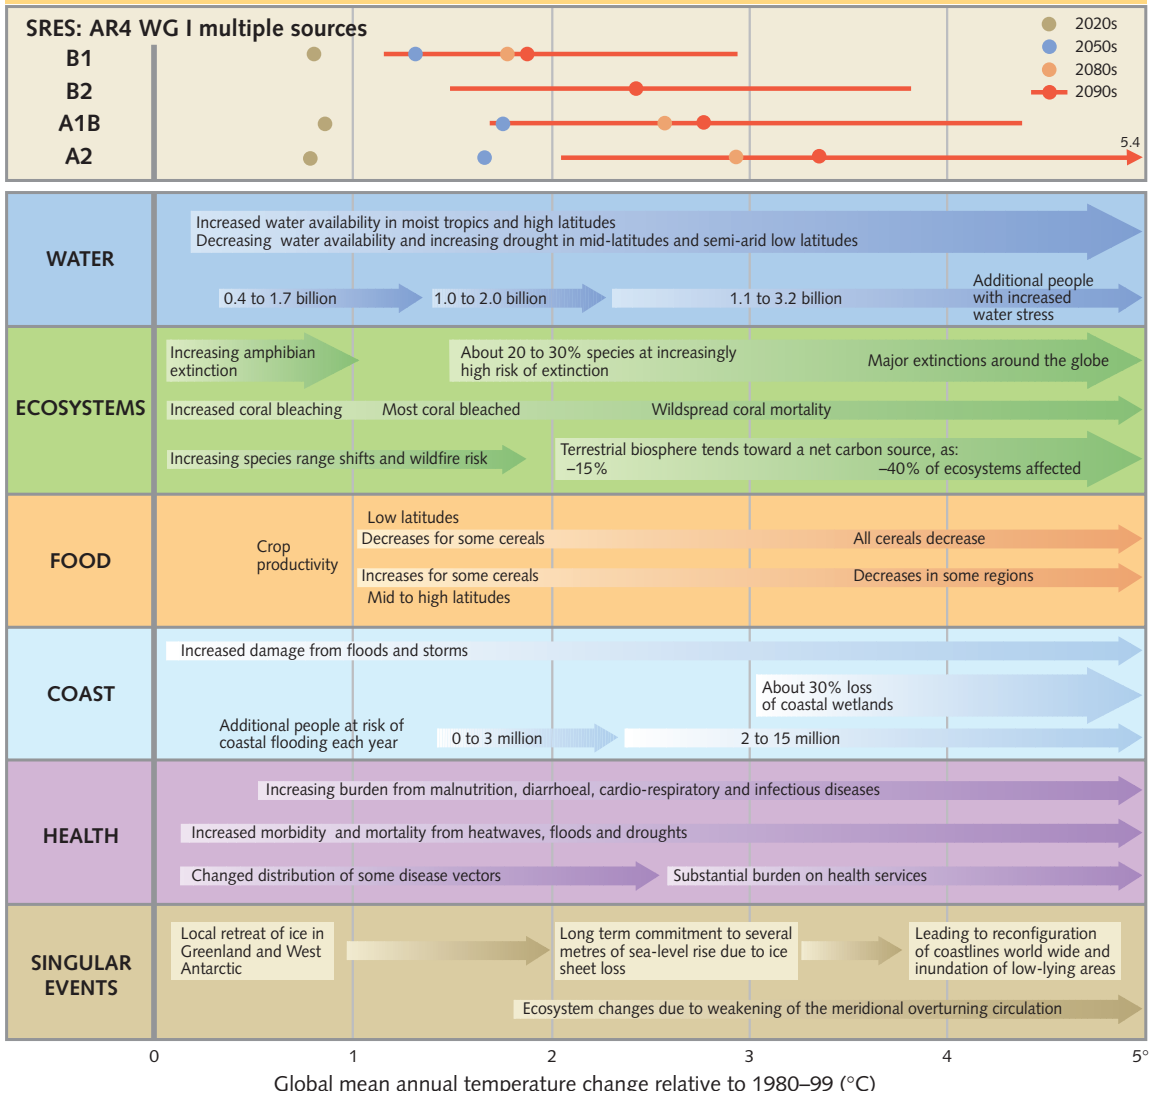 SRES: AR4 WG I multiple sources
2020s
2050s
2080s
2090s
B1
B2
A1B
A2
5.4
WATER
Increased water availability in moist tropics and high latitudes
Decreasing water availability and increasing drought in mid-latitudes and semi-arid low latitudes
0.4 to 1.7 billion
1.0 to 2.0 billion
1.1 to 3.2 billion
Additional people
with increased
water stress
ECOSYSTEMS
Increasing amphibian
extinction
About 20 to 30% species at increasingly
high risk of extinction
Major extinctions around the globe
Increased coral bleaching
Most coral bleached
Wildspread coral mortality
Increasing species range shifts and wildfire risk
Terrestrial biosphere tends toward a net carbon source, as:
–15%
–40% of ecosystems affected
FOOD
Crop
productivity
Low latitudes
Decreases for some cereals
All cereals decrease
Increases for some cereals
Decreases in some regions
Mid to high latitudes
COAST
Increased damage from floods and storms
About 30% loss
of coastal wetlands
Additional people at risk of
coastal flooding each year
0 to 3 million
2 to 15 million
HEALTH
Increasing burden from malnutrition, diarrhoeal, cardio-respiratory and infectious diseases
Increased morbidity and mortality from heatwaves, floods and droughts
Changed distribution of some disease vectors
Substantial burden on health services
SINGULAR
EVENTS
Local retreat of ice in
Greenland and West
Antarctic
Long term commitment to several
metres of sea-level rise due to ice
sheet loss
Leading to reconfiguration
of coastlines world wide and
inundation of low-lying areas
Ecosystem changes due to weakening of the meridional overturning circulation
0 1 2 3 4 5°
Global mean annual temperature change relative to 1980–99 (°C)